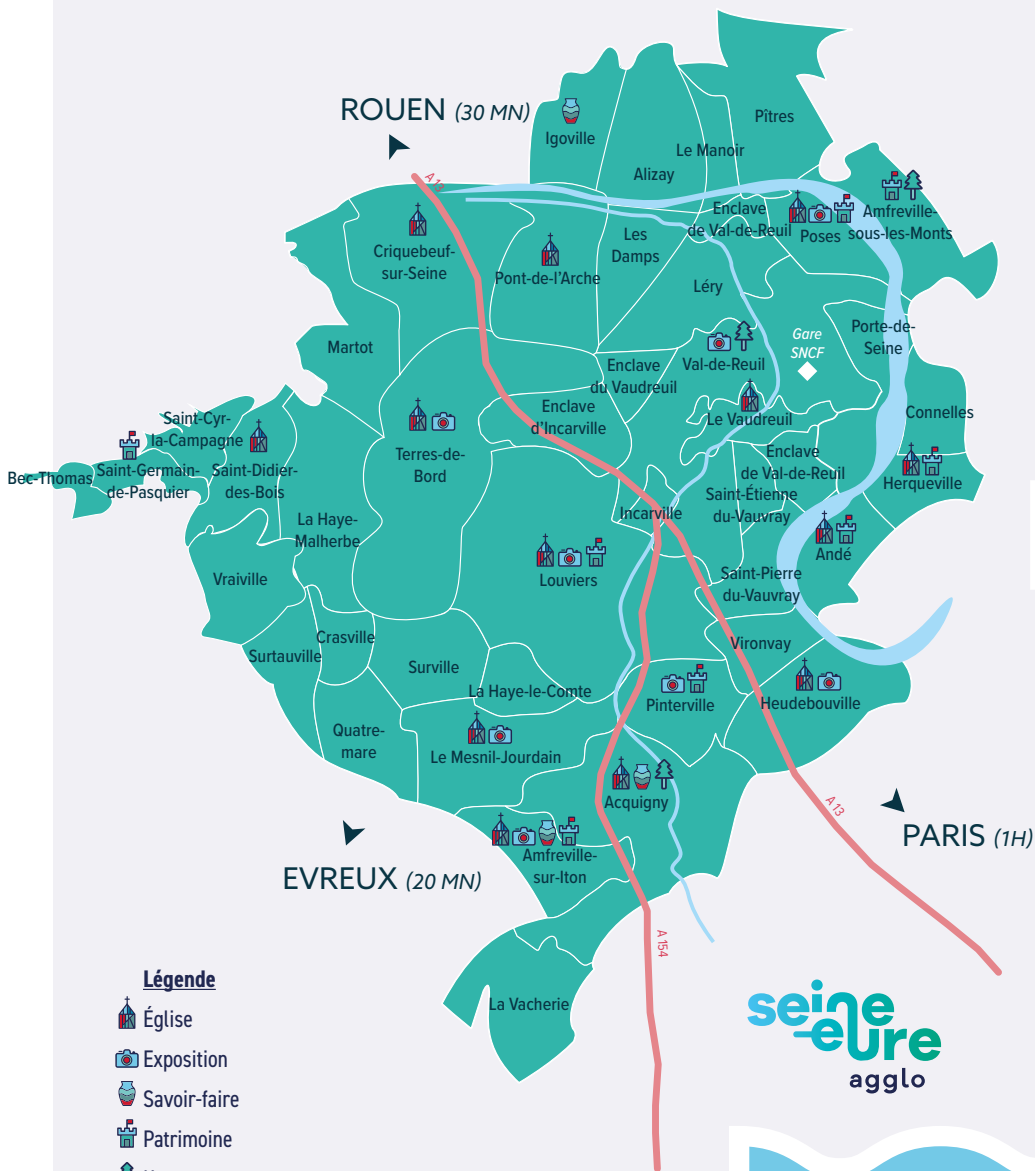 ROUEN (30 MN)
A 13
Igoville
Pîtres
Le Manoir
Alizay
Enclave
de Val-de-Reuil
Poses
Amfreville-
sous-les-Monts
Criquebeuf-
sur-Seine
Pont-de-l'Arche
Les
Damps
Léry
Martot
Gare
SNCF
Porte-de-
Seine
Enclave
du Vaudreuil
Val-de-Reuil
Enclave
d'Incarville
Le Vaudreuil
Connelles
Saint-Cyr-
la-Campagne
Terres-de-
Bord
Enclave
de Val-de-Reuil
Bec-Thomas
Saint-Germain-
de-Pasquier
Saint-Didier-
des-Bois
Herqueville
Saint-Étienne
du-Vauvray
La Haye-
Malherbe
Incarville
Andé
Vraiville
Louviers
Saint-Pierre
du-Vauvray
Crasville
Surtauville
Surville
Vironvay
La Haye-le-Comte
Pinterville
Heudebouville
Quatre-
mare
Le Mesnil-Jourdain
Acquigny
A 13
PARIS (1H)
EVREUX (20 MN)
Amfreville-
sur-Iton
A 154
La Vacherie
Légende
Église
Exposition
Savoir-faire
Patrimoine
seine
-eure
agglo